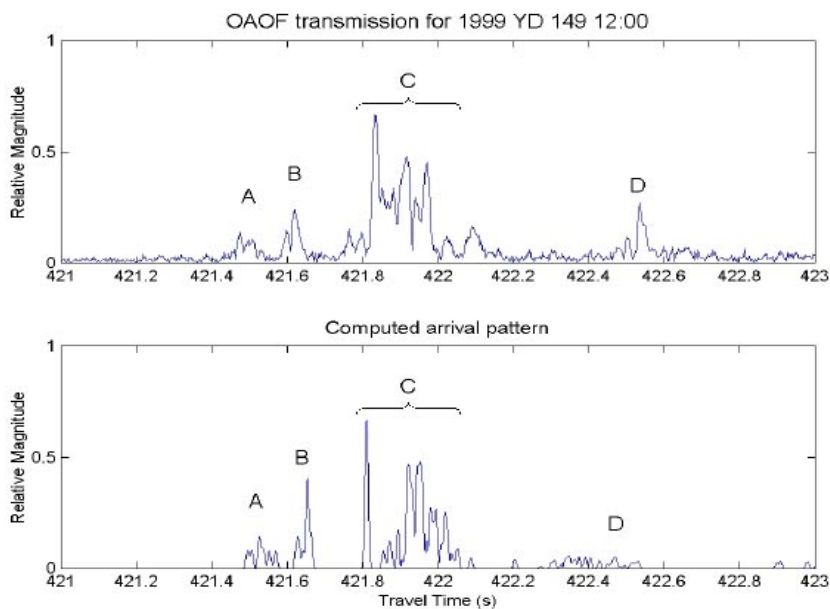 OAOF transmission for 1999 YD 149 12:00
1
C
Relative Magnitude
0.5
B
D
A
0
421 421.2 421.4 421.6 421.8 422 422.2 422.4 422.6 422.8 423
Computed arrival pattern
1
C
Relative Magnitude
0.5
B
A
D
0
421 421.2 421.4 421.6 421.8 422 422.2 422.4 422.6 422.8 423
Travel Time (s)